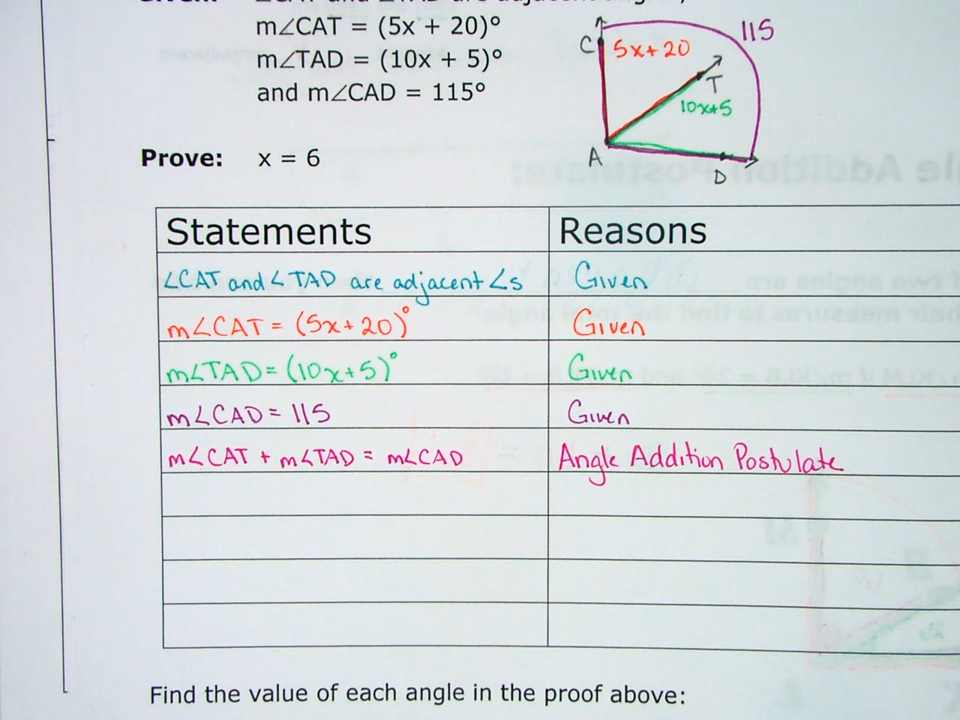 m∠CAT = (5x + 20)°
m∠TAD = (10x + 5)°
and m∠CAD = 115°
Prove: x = 6
115
C
5x+20
T
10x+5
A
D
Statements Reasons
∠CAT and ∠TAD are adjacent ∠s Given
m∠CAT = (5x+20)° Given
m∠TAD = (10x+5)° Given
m∠CAD = 115 Given
m∠CAT + m∠TAD = m∠CAD Angle Addition Postulate
Find the value of each angle in the proof above: